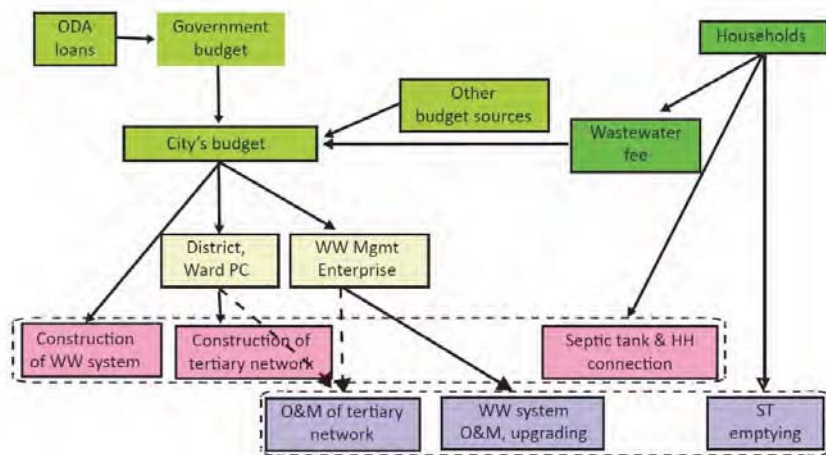 ODA
loans
Government
budget
Households
Other
budget sources
City's budget
Wastewater
fee
District,
Ward PC
WW Mgmt
Enterprise
Construction
of WW system
Construction of
tertiary network
Septic tank & HH
connection
O&M of tertiary
network
WW system
O&M, upgrading
ST
emptying